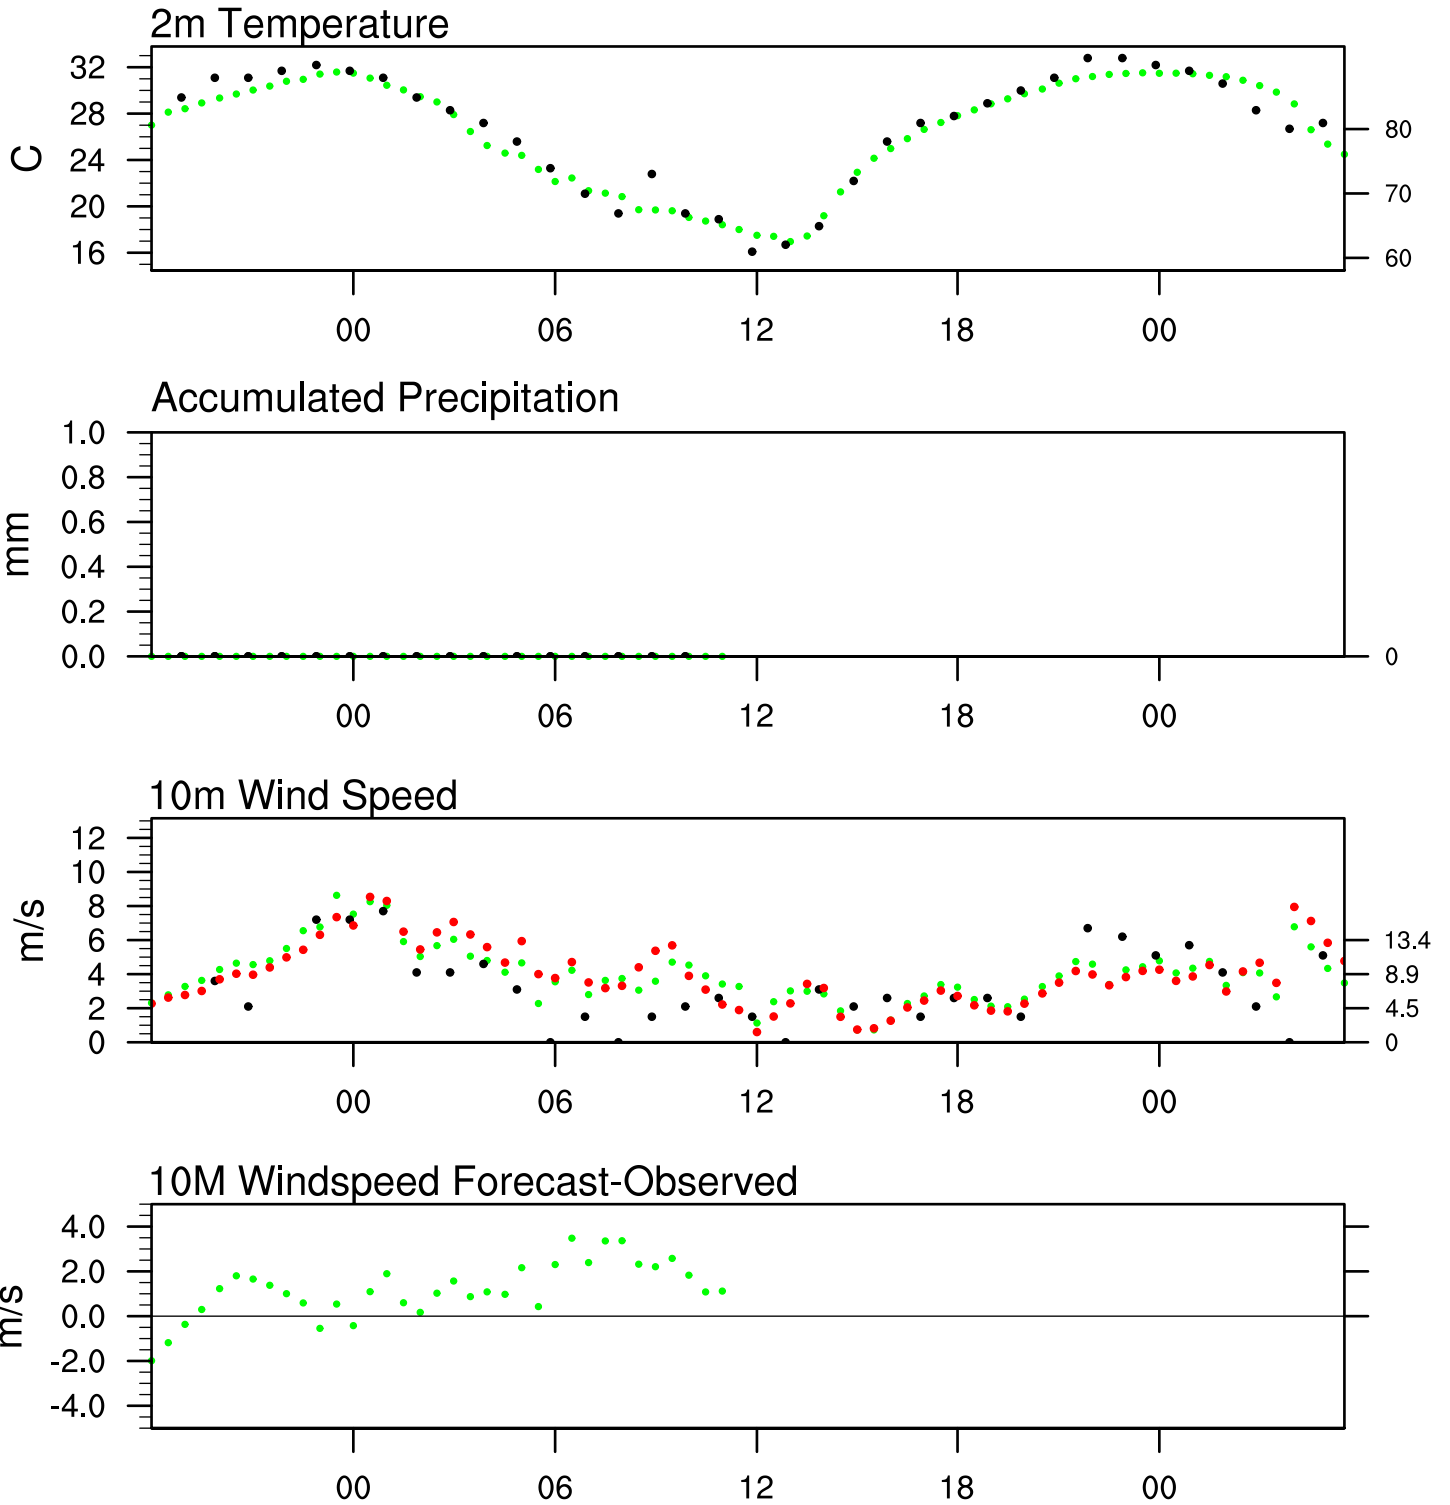 2m Temperature
C
32
28
24
20
16
80
70
60
00 06 12 18 00
Accumulated Precipitation
mm
1.0
0.8
0.6
0.4
0.2
0.0
0
00 06 12 18 00
10m Wind Speed
m/s
12
10
8
6
4
2
0
13.4
8.9
4.5
0
00 06 12 18 00
10M Windspeed Forecast-Observed
m/s
4.0
2.0
0.0
-2.0
-4.0
00 06 12 18 00